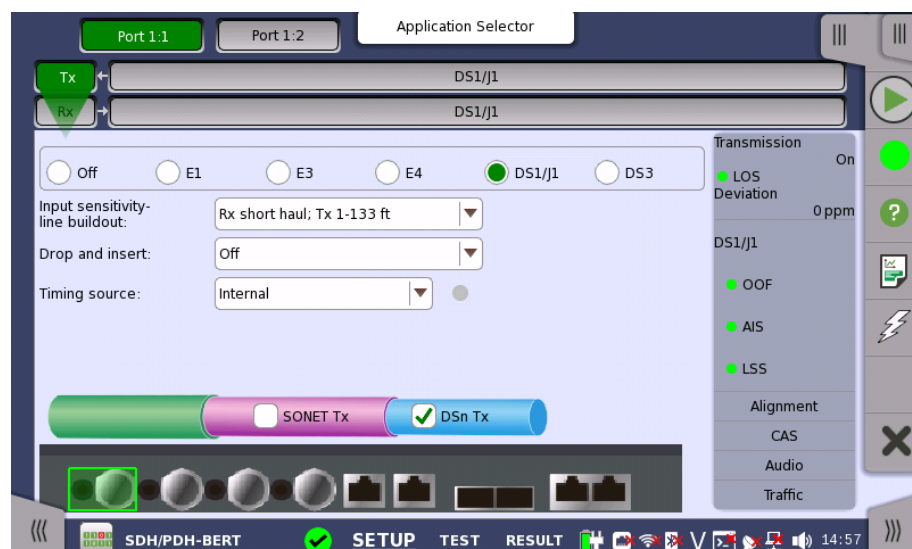 Port 1:1
Port 1:2
Application Selector
Tx
DS1/J1
Rx
DS1/J1
Off
E1
E3
E4
DS1/J1
DS3
Input sensitivity-
line buildout:
Rx short haul; Tx 1-133 ft
Drop and insert:
Off
Timing source:
Internal
SONET Tx
DSn Tx
Transmission
On
LOS
Deviation
0 ppm
DS1/J1
OOF
AIS
LSS
Alignment
CAS
Audio
Traffic
SDH/PDH-BERT
SETUP
TEST
RESULT
V
14:57